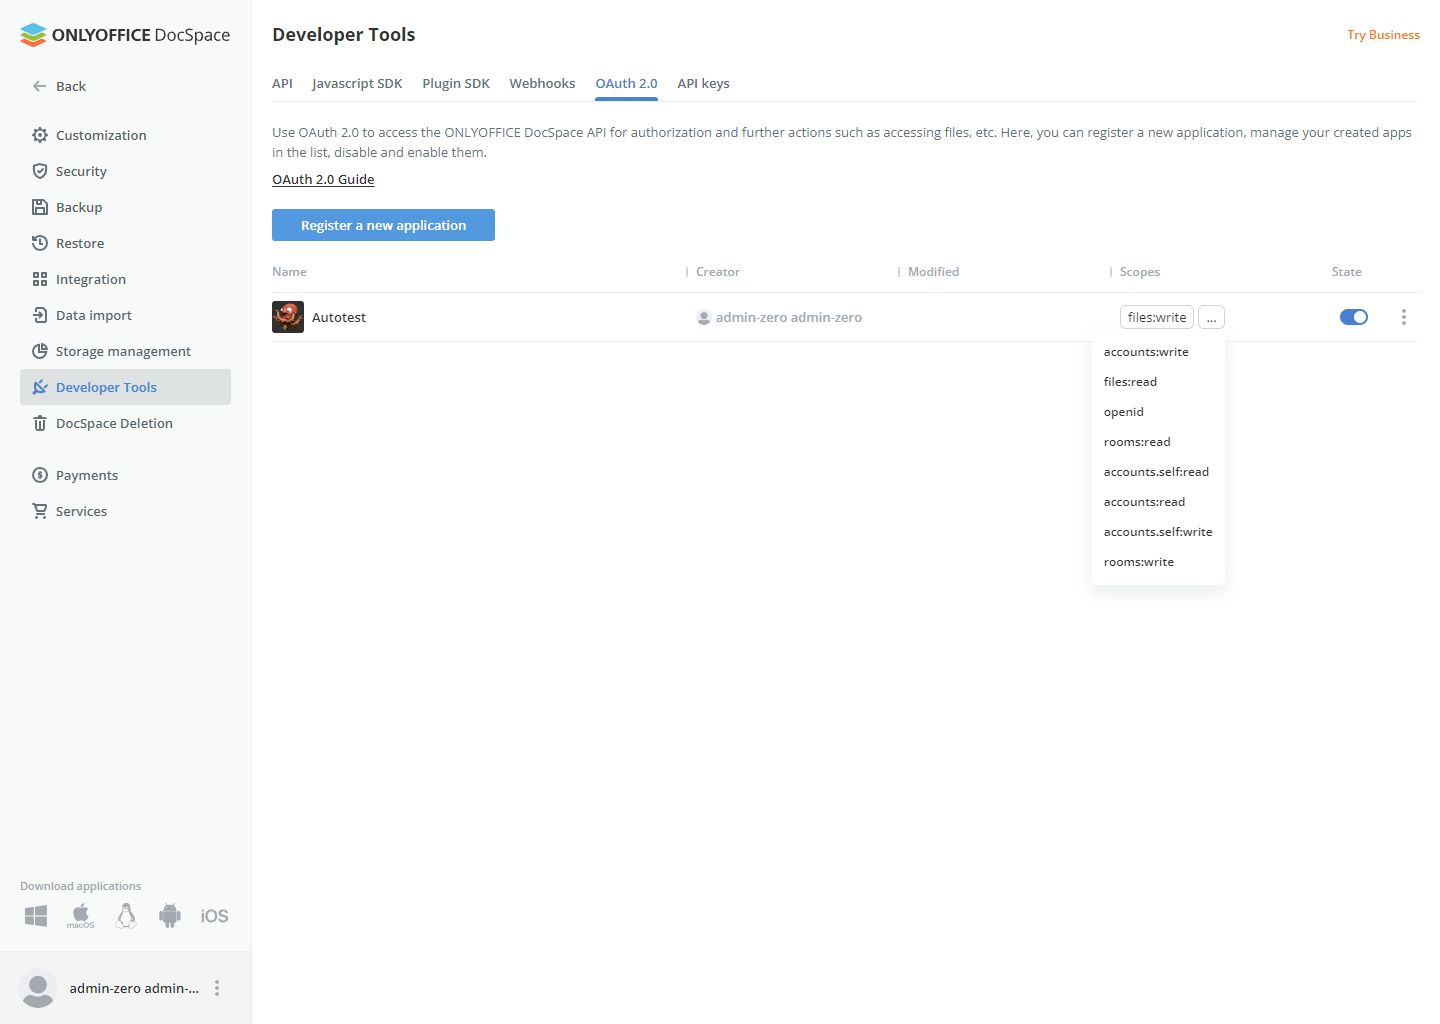 ONLYOFFICE DocSpace
Back
Customization
Security
Backup
Restore
Integration
Data import
Storage management
Developer Tools
DocSpace Deletion
Payments
Services
Download applications
macOS
iOS
admin-zero admin-...
Developer Tools
Try Business
API
Javascript SDK
Plugin SDK
Webhooks
OAuth 2.0
API keys
Use OAuth 2.0 to access the ONLYOFFICE DocSpace API for authorization and further actions such as accessing files, etc. Here, you can register a new application, manage your created apps
in the list, disable and enable them.
OAuth 2.0 Guide
Register a new application
Name
Creator
Modified
Scopes
State
Autotest
admin-zero admin-zero
files:write
...
accounts:write
files:read
openid
rooms:read
accounts.self:read
accounts:read
accounts.self:write
rooms:write